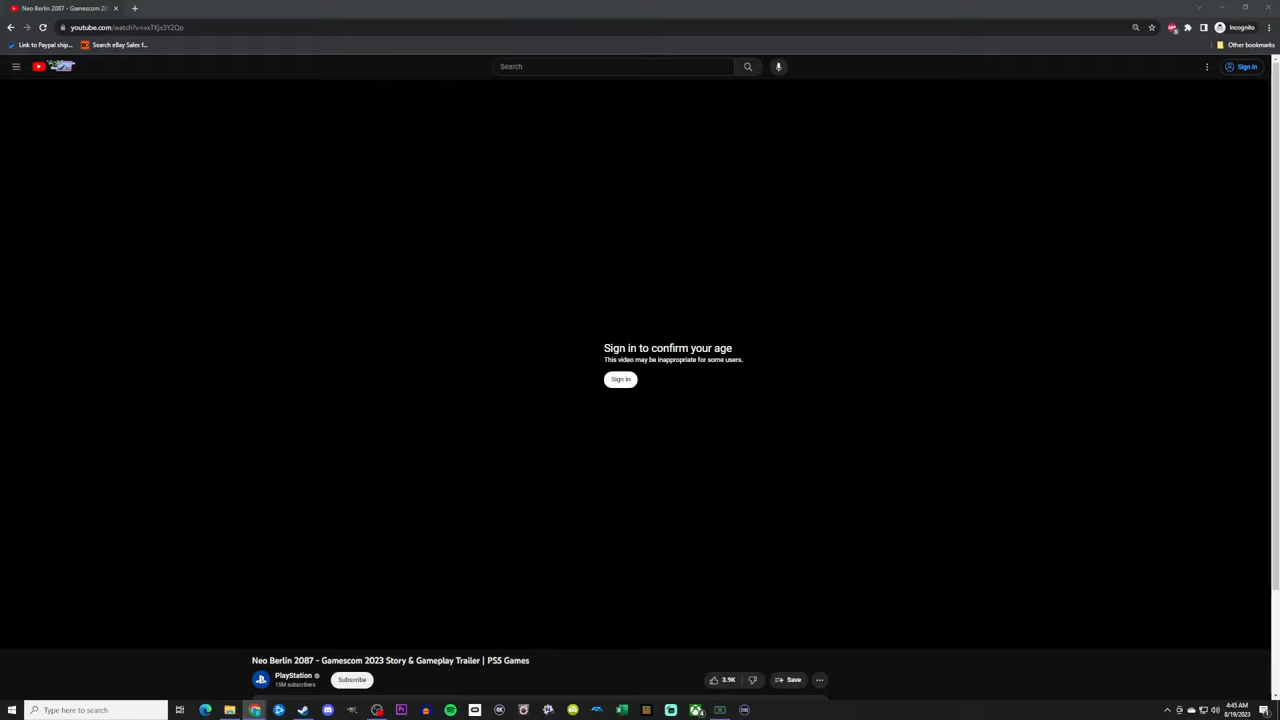 Neo Berlin 2087 - Gamescom 20
youtube.com/watch?v=vxTKjx3Y2Qo
Incognito
Link to Paypal ship...
Search eBay Sales f...
Other bookmarks
Search
Sign in
Sign in to confirm your age
This video may be inappropriate for some users.
Sign in
Neo Berlin 2087 - Gamescom 2023 Story & Gameplay Trailer | PS5 Games
PlayStation
15M subscribers
Subscribe
3.9K
Save
Type here to search
4:45 AM
8/19/2023